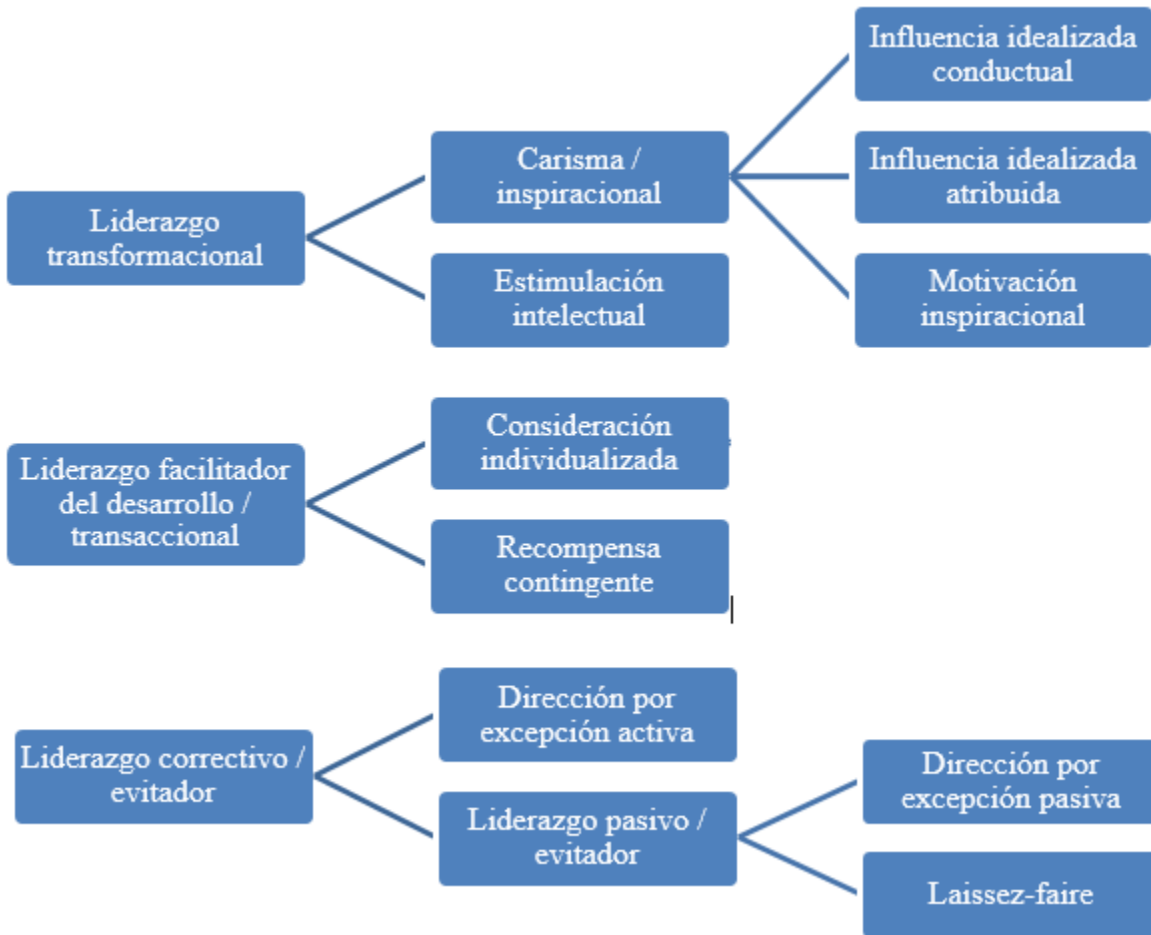 Liderazgo
transformacional
Carisma /
inspiracional
Estimulación
intelectual
Influencia idealizada
conductual
Influencia idealizada
atribuida
Motivación
inspiracional
Liderazgo facilitador
del desarrollo /
transaccional
Consideración
individualizada
Recompensa
contingente
Liderazgo correctivo /
evitador
Dirección por
excepción activa
Liderazgo pasivo /
evitador
Dirección por
excepción pasiva
Laissez-faire